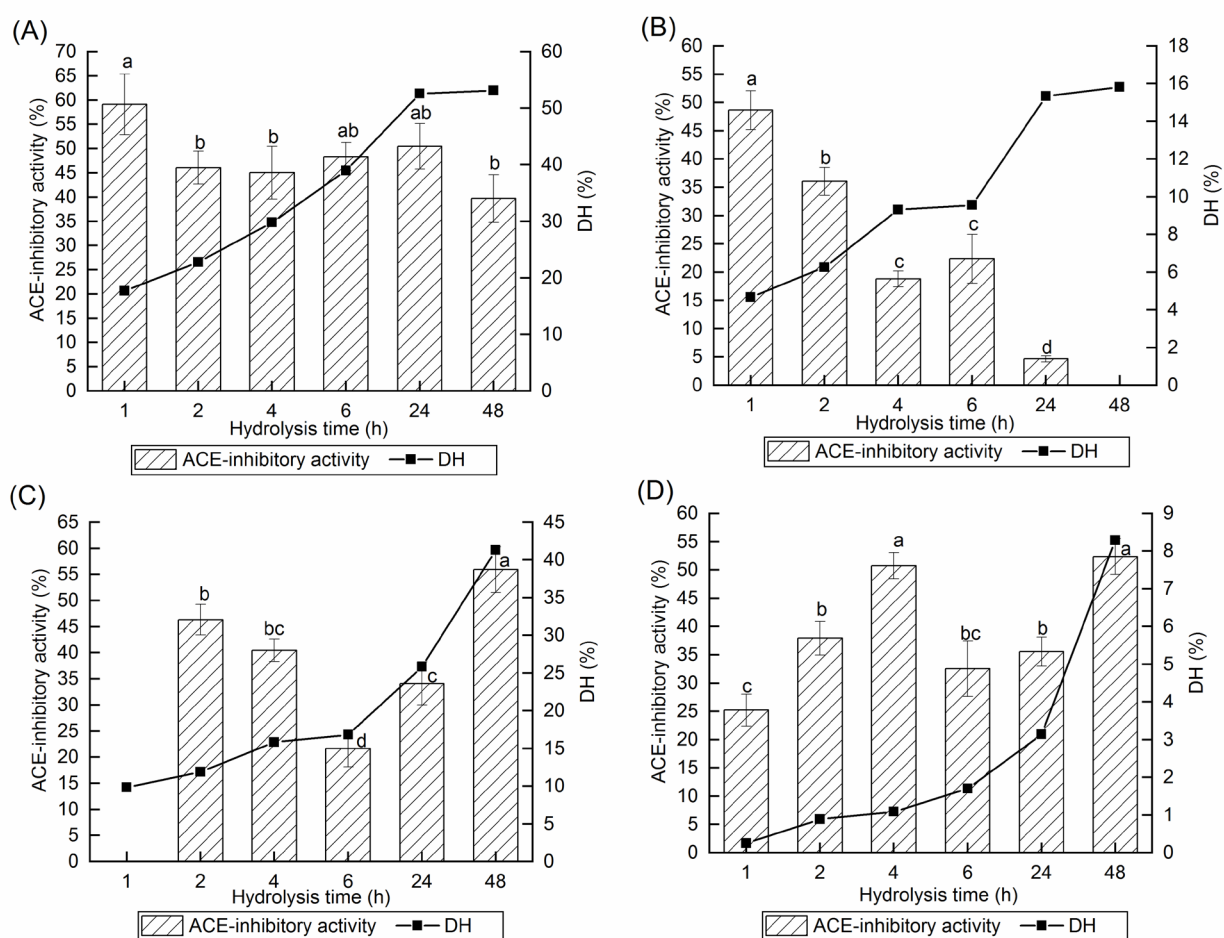 (A)
70
65
60
55
50
45
40
35
30
25
20
15
10
5
0
ACE-inhibitory activity (%)
a
b
b
ab
ab
b
60
50
40
30
20
10
0
DH (%)
1 2 4 6 24 48
Hydrolysis time (h)
ACE-inhibitory activity DH
(B)
60
55
50
45
40
35
30
25
20
15
10
5
0
ACE-inhibitory activity (%)
a
b
c
c
d
18
16
14
12
10
8
6
4
2
0
DH (%)
1 2 4 6 24 48
Hydrolysis time (h)
ACE-inhibitory activity DH
(C)
65
60
55
50
45
40
35
30
25
20
15
10
5
0
ACE-inhibitory activity (%)
b
bc
d
c
a
45
40
35
30
25
20
15
10
5
0
DH (%)
1 2 4 6 24 48
Hydrolysis time (h)
ACE-inhibitory activity DH
(D)
60
55
50
45
40
35
30
25
20
15
10
5
0
ACE-inhibitory activity (%)
c
b
a
bc
b
a
9
8
7
6
5
4
3
2
1
0
DH (%)
1 2 4 6 24 48
Hydrolysis time (h)
ACE-inhibitory activity DH